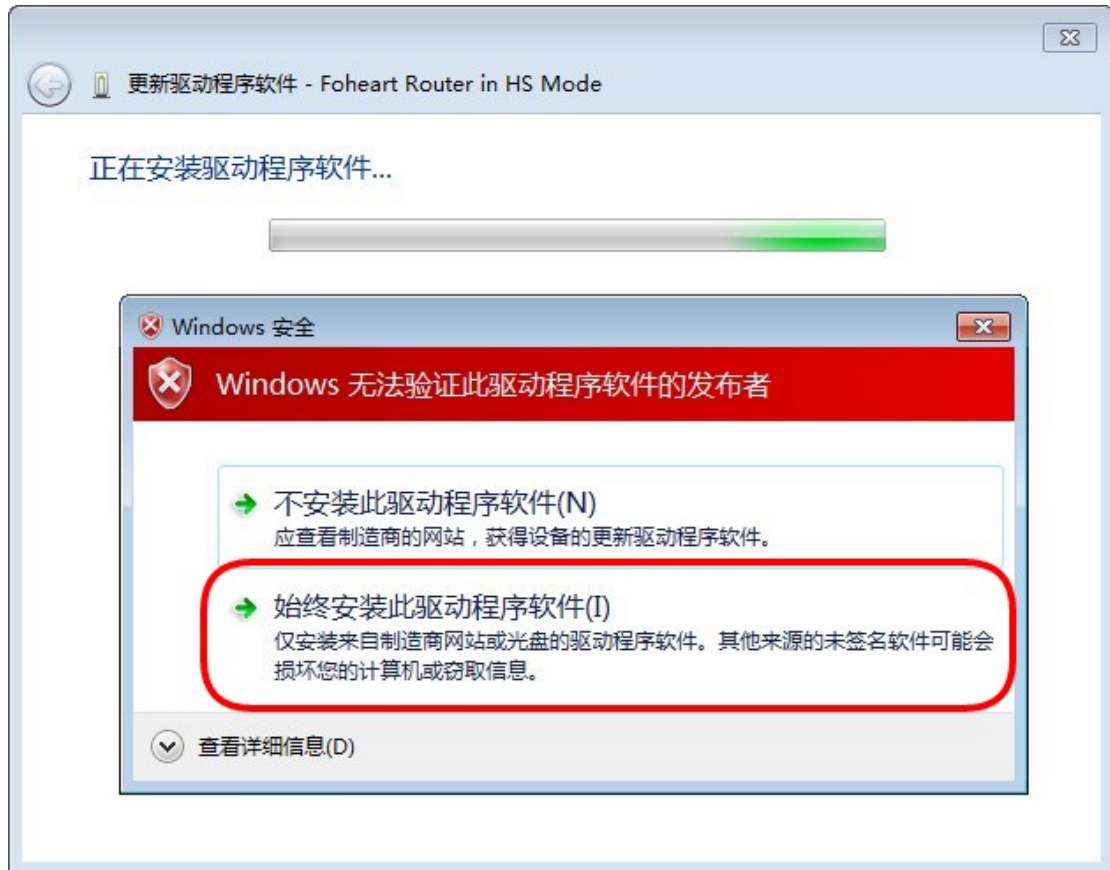 更新驱动程序软件 - Foheart Router in HS Mode
正在安装驱动程序软件...
Windows 安全
Windows 无法验证此驱动程序软件的发布者
不安装此驱动程序软件(N)
应查看制造商的网站，获得设备的更新驱动程序软件。
始终安装此驱动程序软件(I)
仅安装来自制造商网站或光盘的驱动程序软件。其他来源的未签名软件可能会
损坏您的计算机或窃取信息。
查看详细信息(D)